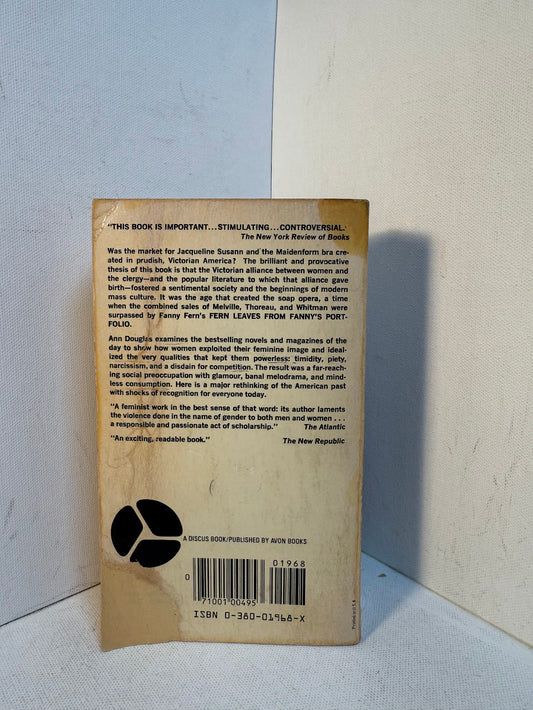 "THIS BOOK IS IMPORTANT...STIMULATING...CONTROVERSIAL.'
The New York Review of Books
Was the market for Jacqueline Susann and the Maidenform bra cre-
ated in prudish, Victorian America? The brilliant and provocative
thesis of this book is that the Victorian alliance between women and
the clergy—and the popular literature to which that alliance gave
birth—fostered a sentimental society and the beginnings of modern
mass culture. It was the age that created the soap opera, a time
when the combined sales of Melville, Thoreau, and Whitman were
surpassed by Fanny Fern's FERN LEAVES FROM FANNY'S PORT-
FOLIO.
Ann Douglas examines the bestselling novels and magazines of the
day to show how women exploited their feminine image and ideal-
ized the very qualities that kept them powerless: timidity, piety,
narcissism, and a disdain for competition. The result was a far-reach-
ing social preoccupation with glamour, banal melodrama, and mind-
less consumption. Here is a major rethinking of the American past
with shocks of recognition for everyone today.
"A feminist work in the best sense of that word: its author laments
the violence done in the name of gender to both men and women ...
a responsible and passionate act of scholarship." The Atlantic
"An exciting, readable book." The New Republic
A DISCUS BOOK/PUBLISHED BY AVON BOOKS
01968
0
71001 00495
ISBN 0-380-01968-X
Printed in U.S.A.